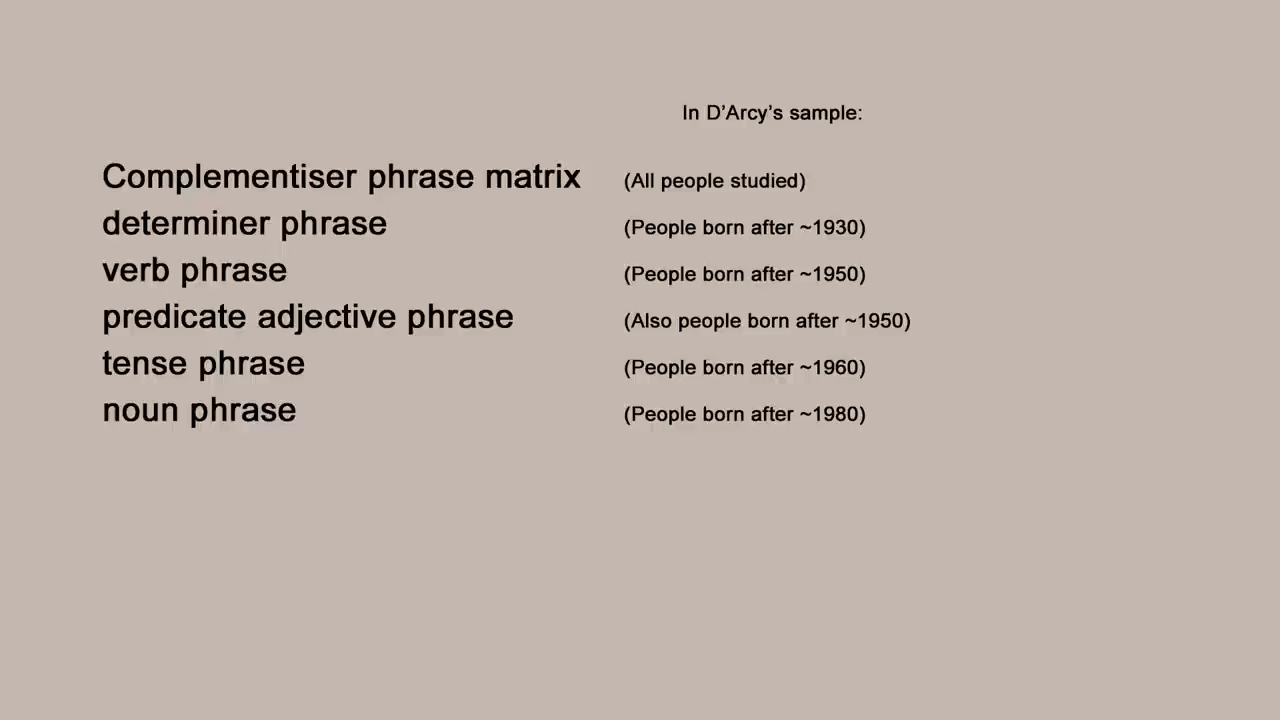 In D’Arcy’s sample:
Complementiser phrase matrix (All people studied)
determiner phrase (People born after ~1930)
verb phrase (People born after ~1950)
predicate adjective phrase (Also people born after ~1950)
tense phrase (People born after ~1960)
noun phrase (People born after ~1980)